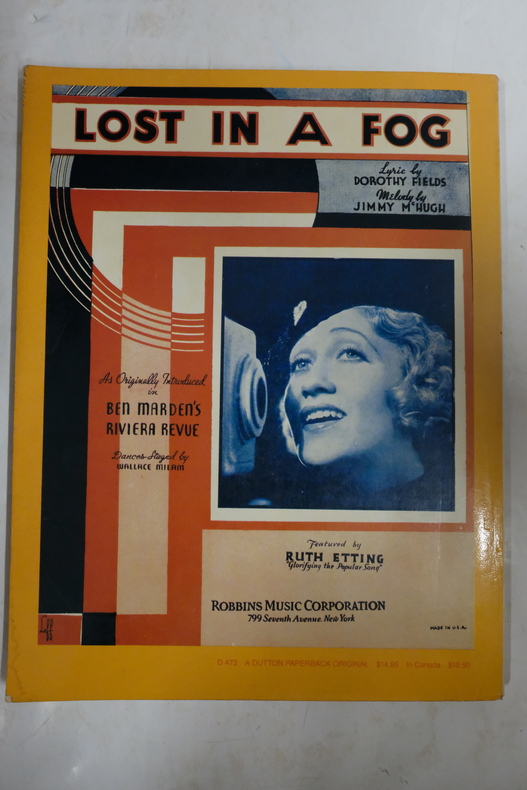 LOST IN A FOG
Lyric by
DOROTHY FIELDS
Melody by
JIMMY McHUGH
As Originally Introduced
in
BEN MARDEN'S
RIVIERA REVUE
Dances Staged by
WALLACE MILAM
Featured by
RUTH ETTING
"Glorifying the Popular Song"
ROBBINS MUSIC CORPORATION
799 Seventh Avenue, New York
MADE IN U.S.A.
D 473 A DUTTON PAPERBACK ORIGINAL $14.95 In Canada